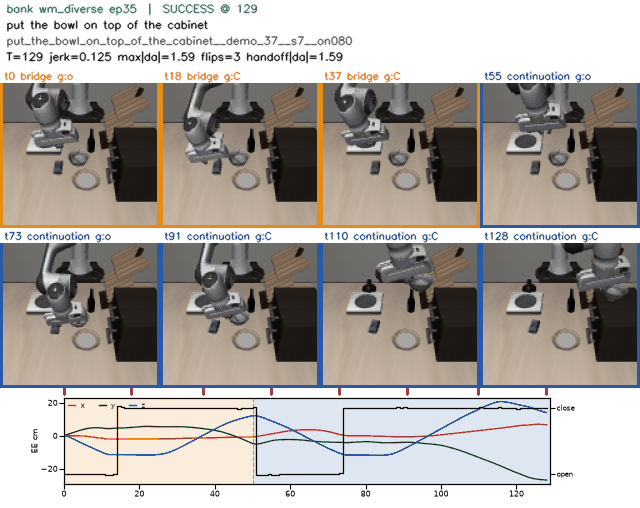 bank wm_diverse ep35 | SUCCESS @ 129
put the bowl on top of the cabinet
put_the_bowl_on_top_of_the_cabinet__demo_37__s7__on080
T=129 jerk=0.125 max|da|=1.59 flips=3 handoff|da|=1.59
t0 bridge g:o
t18 bridge g:C
t37 bridge g:C
t55 continuation g:o
t73 continuation g:o
t91 continuation g:C
t110 continuation g:C
t128 continuation g:C
x y z
EE cm
20
0
−20
close
open
0 20 40 60 80 100 120